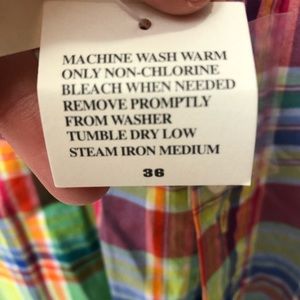 MACHINE WASH WARM
ONLY NON-CHLORINE
BLEACH WHEN NEEDED
REMOVE PROMPTLY
FROM WASHER
TUMBLE DRY LOW
STEAM IRON MEDIUM
36